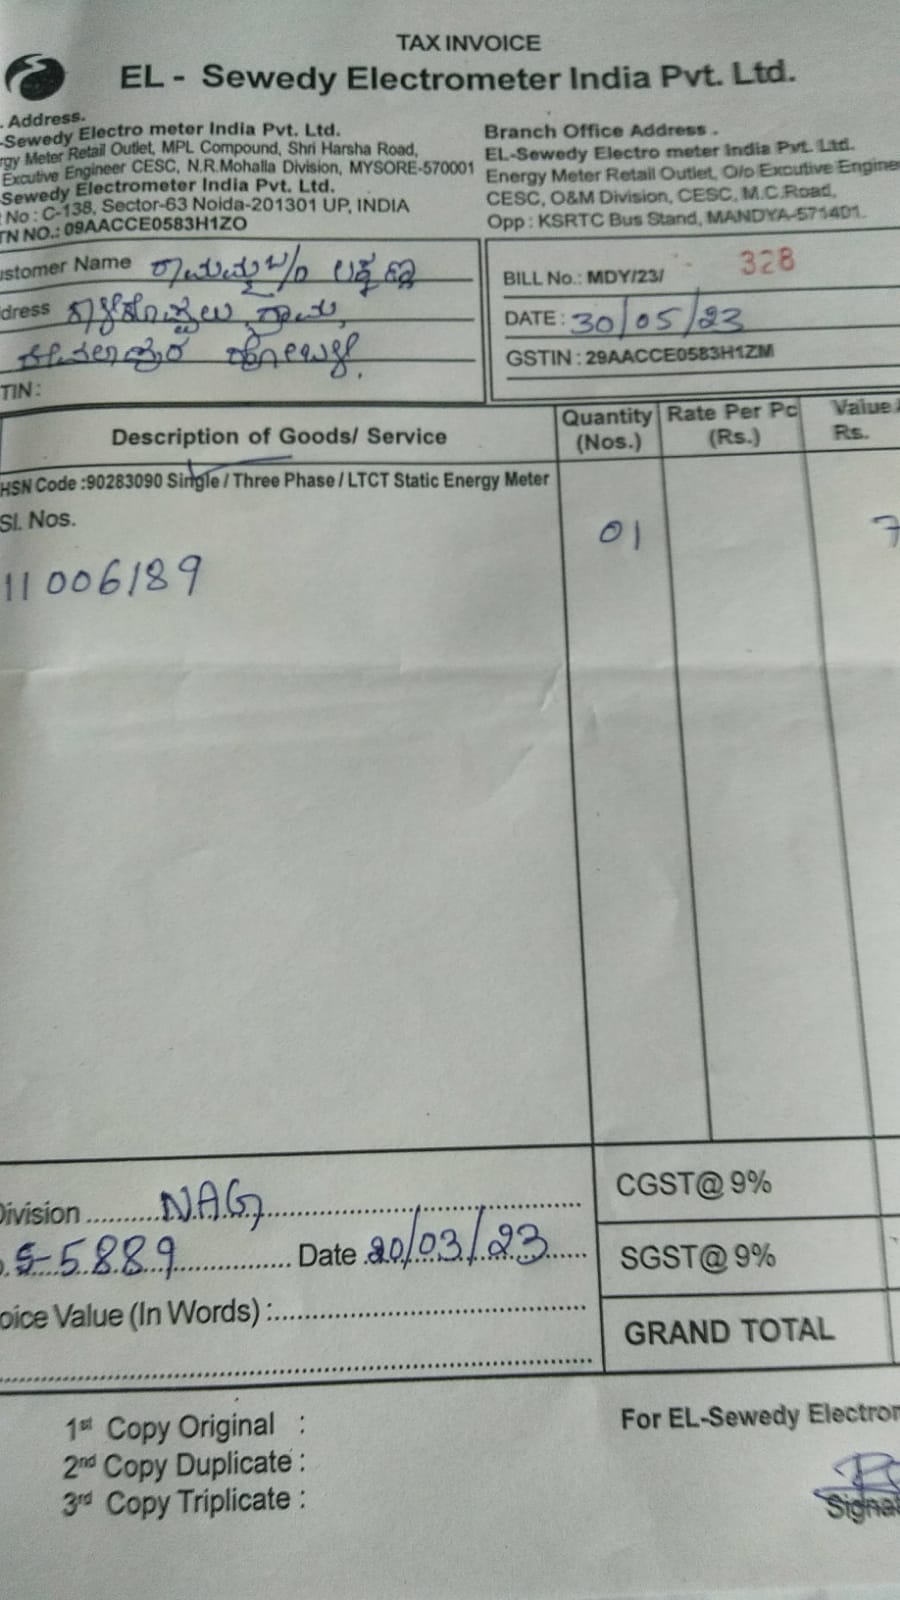 TAX INVOICE
EL - Sewedy Electrometer India Pvt. Ltd.
. Address.
-Sewedy Electro meter India Pvt. Ltd.
rgy Meter Retail Outlet, MPL Compound, Shri Harsha Road,
Excutive Engineer CESC, N.R.Mohalla Division, MYSORE-570001
Sewedy Electrometer India Pvt. Ltd.
No : C-138, Sector-63 Noida-201301 UP, INDIA
TN NO.: 09AACCE0583H1ZO
Branch Office Address .
EL-Sewedy Electro meter India Pvt. Ltd.
Energy Meter Retail Outlet, O/o Excutive Enginee
CESC, O&M Division, CESC, M.C.Road,
Opp : KSRTC Bus Stand, MANDYA-571401.
ustomer Name
dress ಗ್ರಾಮ,
ಹೋಬಳಿ.
TIN :
BILL No.: MDY/23/ 328
DATE : 30/05/23
GSTIN : 29AACCE0583H1ZM
Description of Goods/ Service Quantity (Nos.) Rate Per Pc (Rs.) Value Rs.
HSN Code :90283090 Single / Three Phase / LTCT Static Energy Meter
Sl. Nos. 01 7
11006189
Division NAG CGST@ 9%
5-5889 Date 20/03/23 SGST@ 9%
oice Value (In Words) :
GRAND TOTAL
1st Copy Original :
2nd Copy Duplicate :
3rd Copy Triplicate :
For EL-Sewedy Electron
Signat